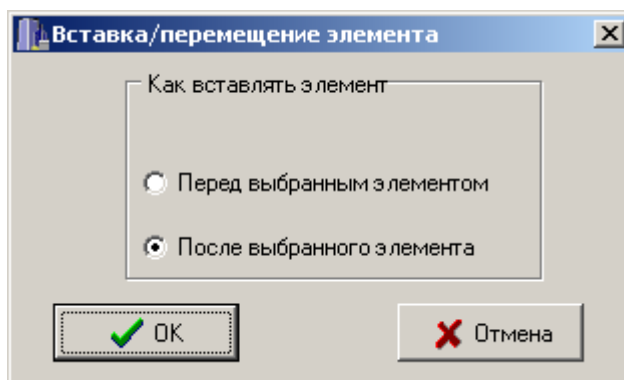 Вставка/перемещение элемента
Как вставлять элемент
Перед выбранным элементом
После выбранного элемента
OK
Отмена